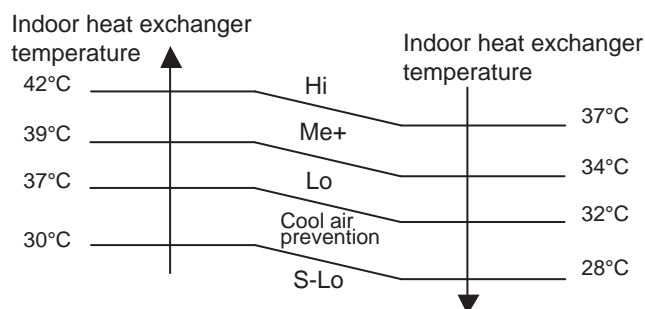 Indoor heat exchanger
temperature
42°C
39°C
37°C
30°C
Hi
Me+
Lo
Cool air
prevention
S-Lo
Indoor heat exchanger
temperature
37°C
34°C
32°C
28°C